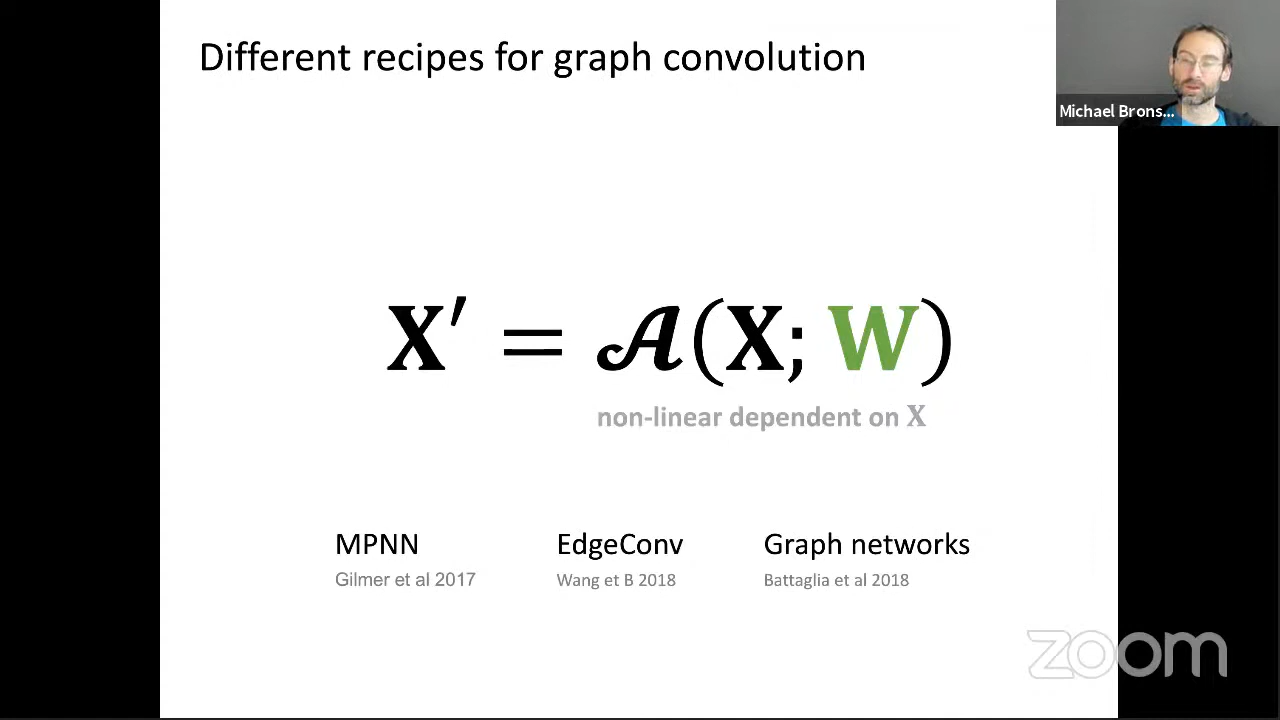 Different recipes for graph convolution
Michael Brons...
𝐗′ = 𝓐(𝐗; 𝐖)
non-linear dependent on 𝐗
MPNN
Gilmer et al 2017
EdgeConv
Wang et B 2018
Graph networks
Battaglia et al 2018
zoom